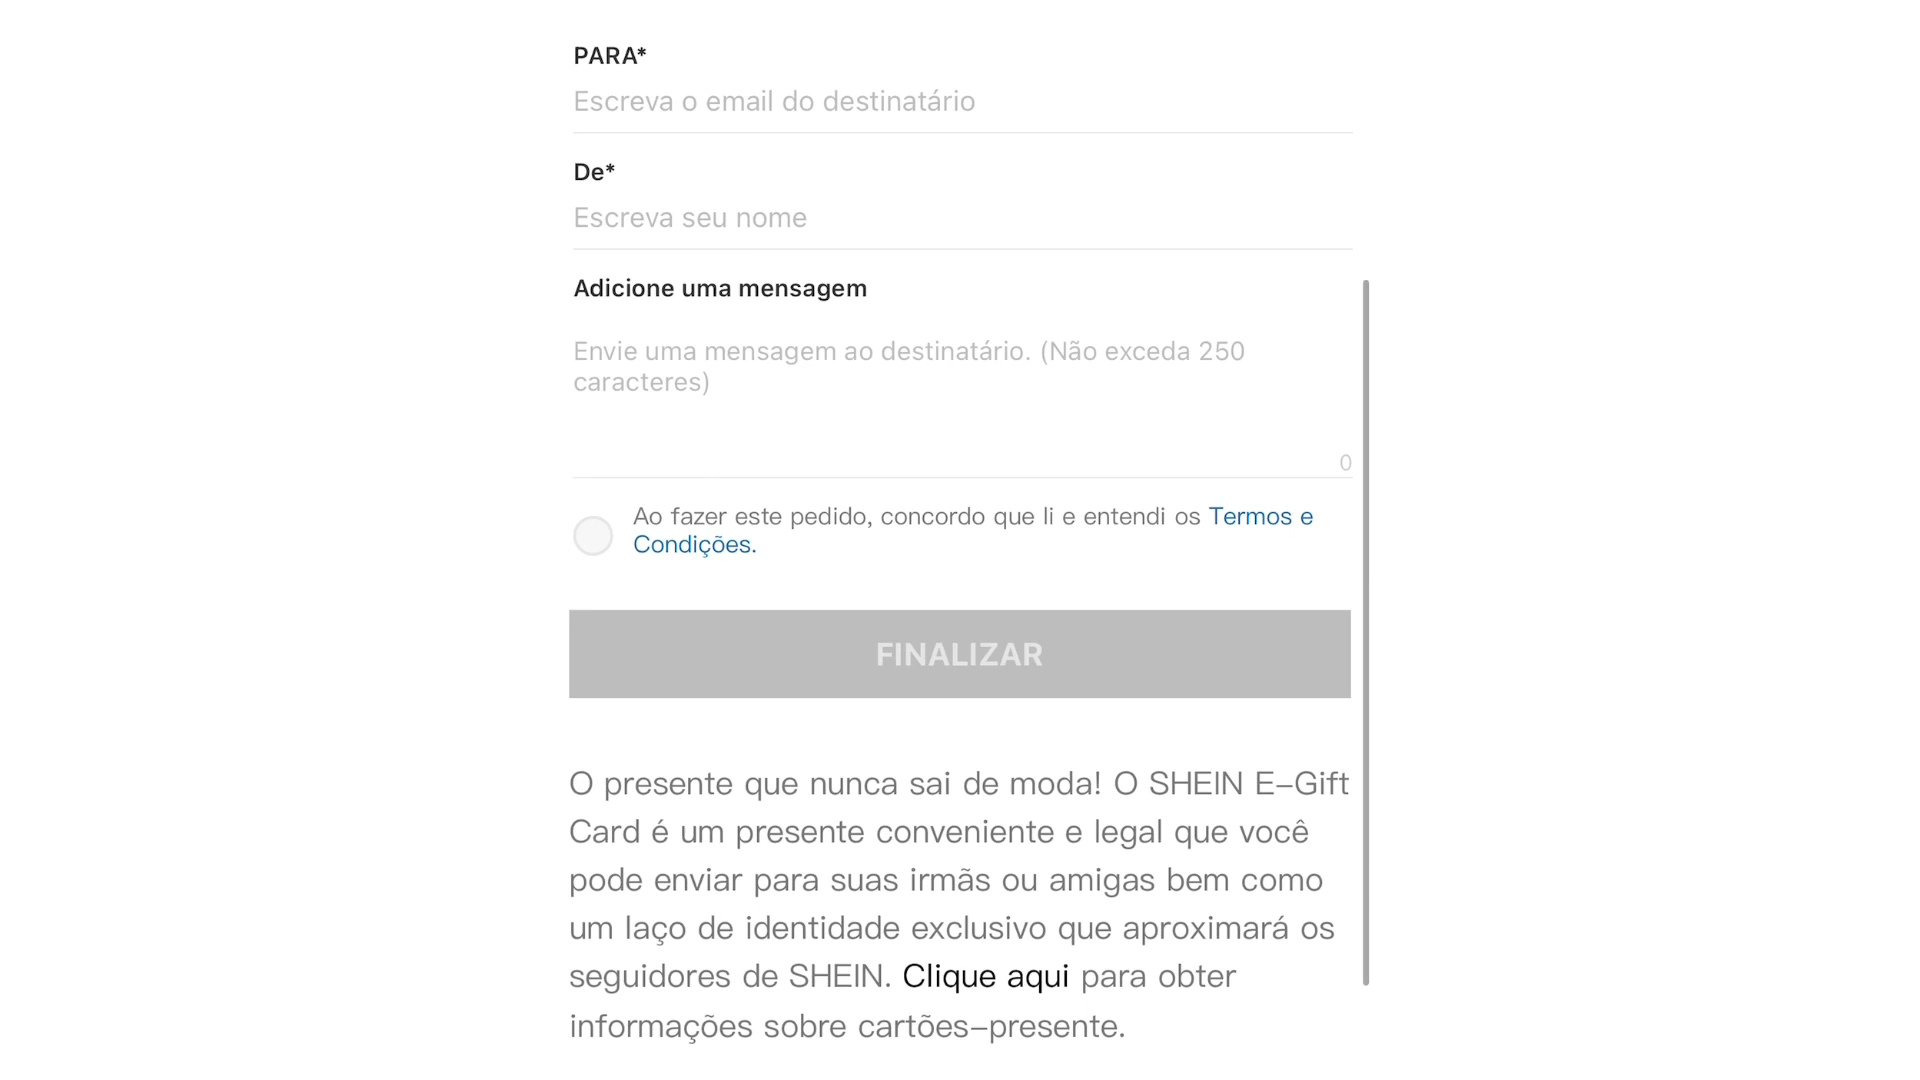 PARA*
Escreva o email do destinatário
De*
Escreva seu nome
Adicione uma mensagem
Envie uma mensagem ao destinatário. (Não exceda 250
caracteres)
0
Ao fazer este pedido, concordo que li e entendi os Termos e
Condições.
FINALIZAR
O presente que nunca sai de moda! O SHEIN E-Gift
Card é um presente conveniente e legal que você
pode enviar para suas irmãs ou amigas bem como
um laço de identidade exclusivo que aproximará os
seguidores de SHEIN. Clique aqui para obter
informações sobre cartões-presente.